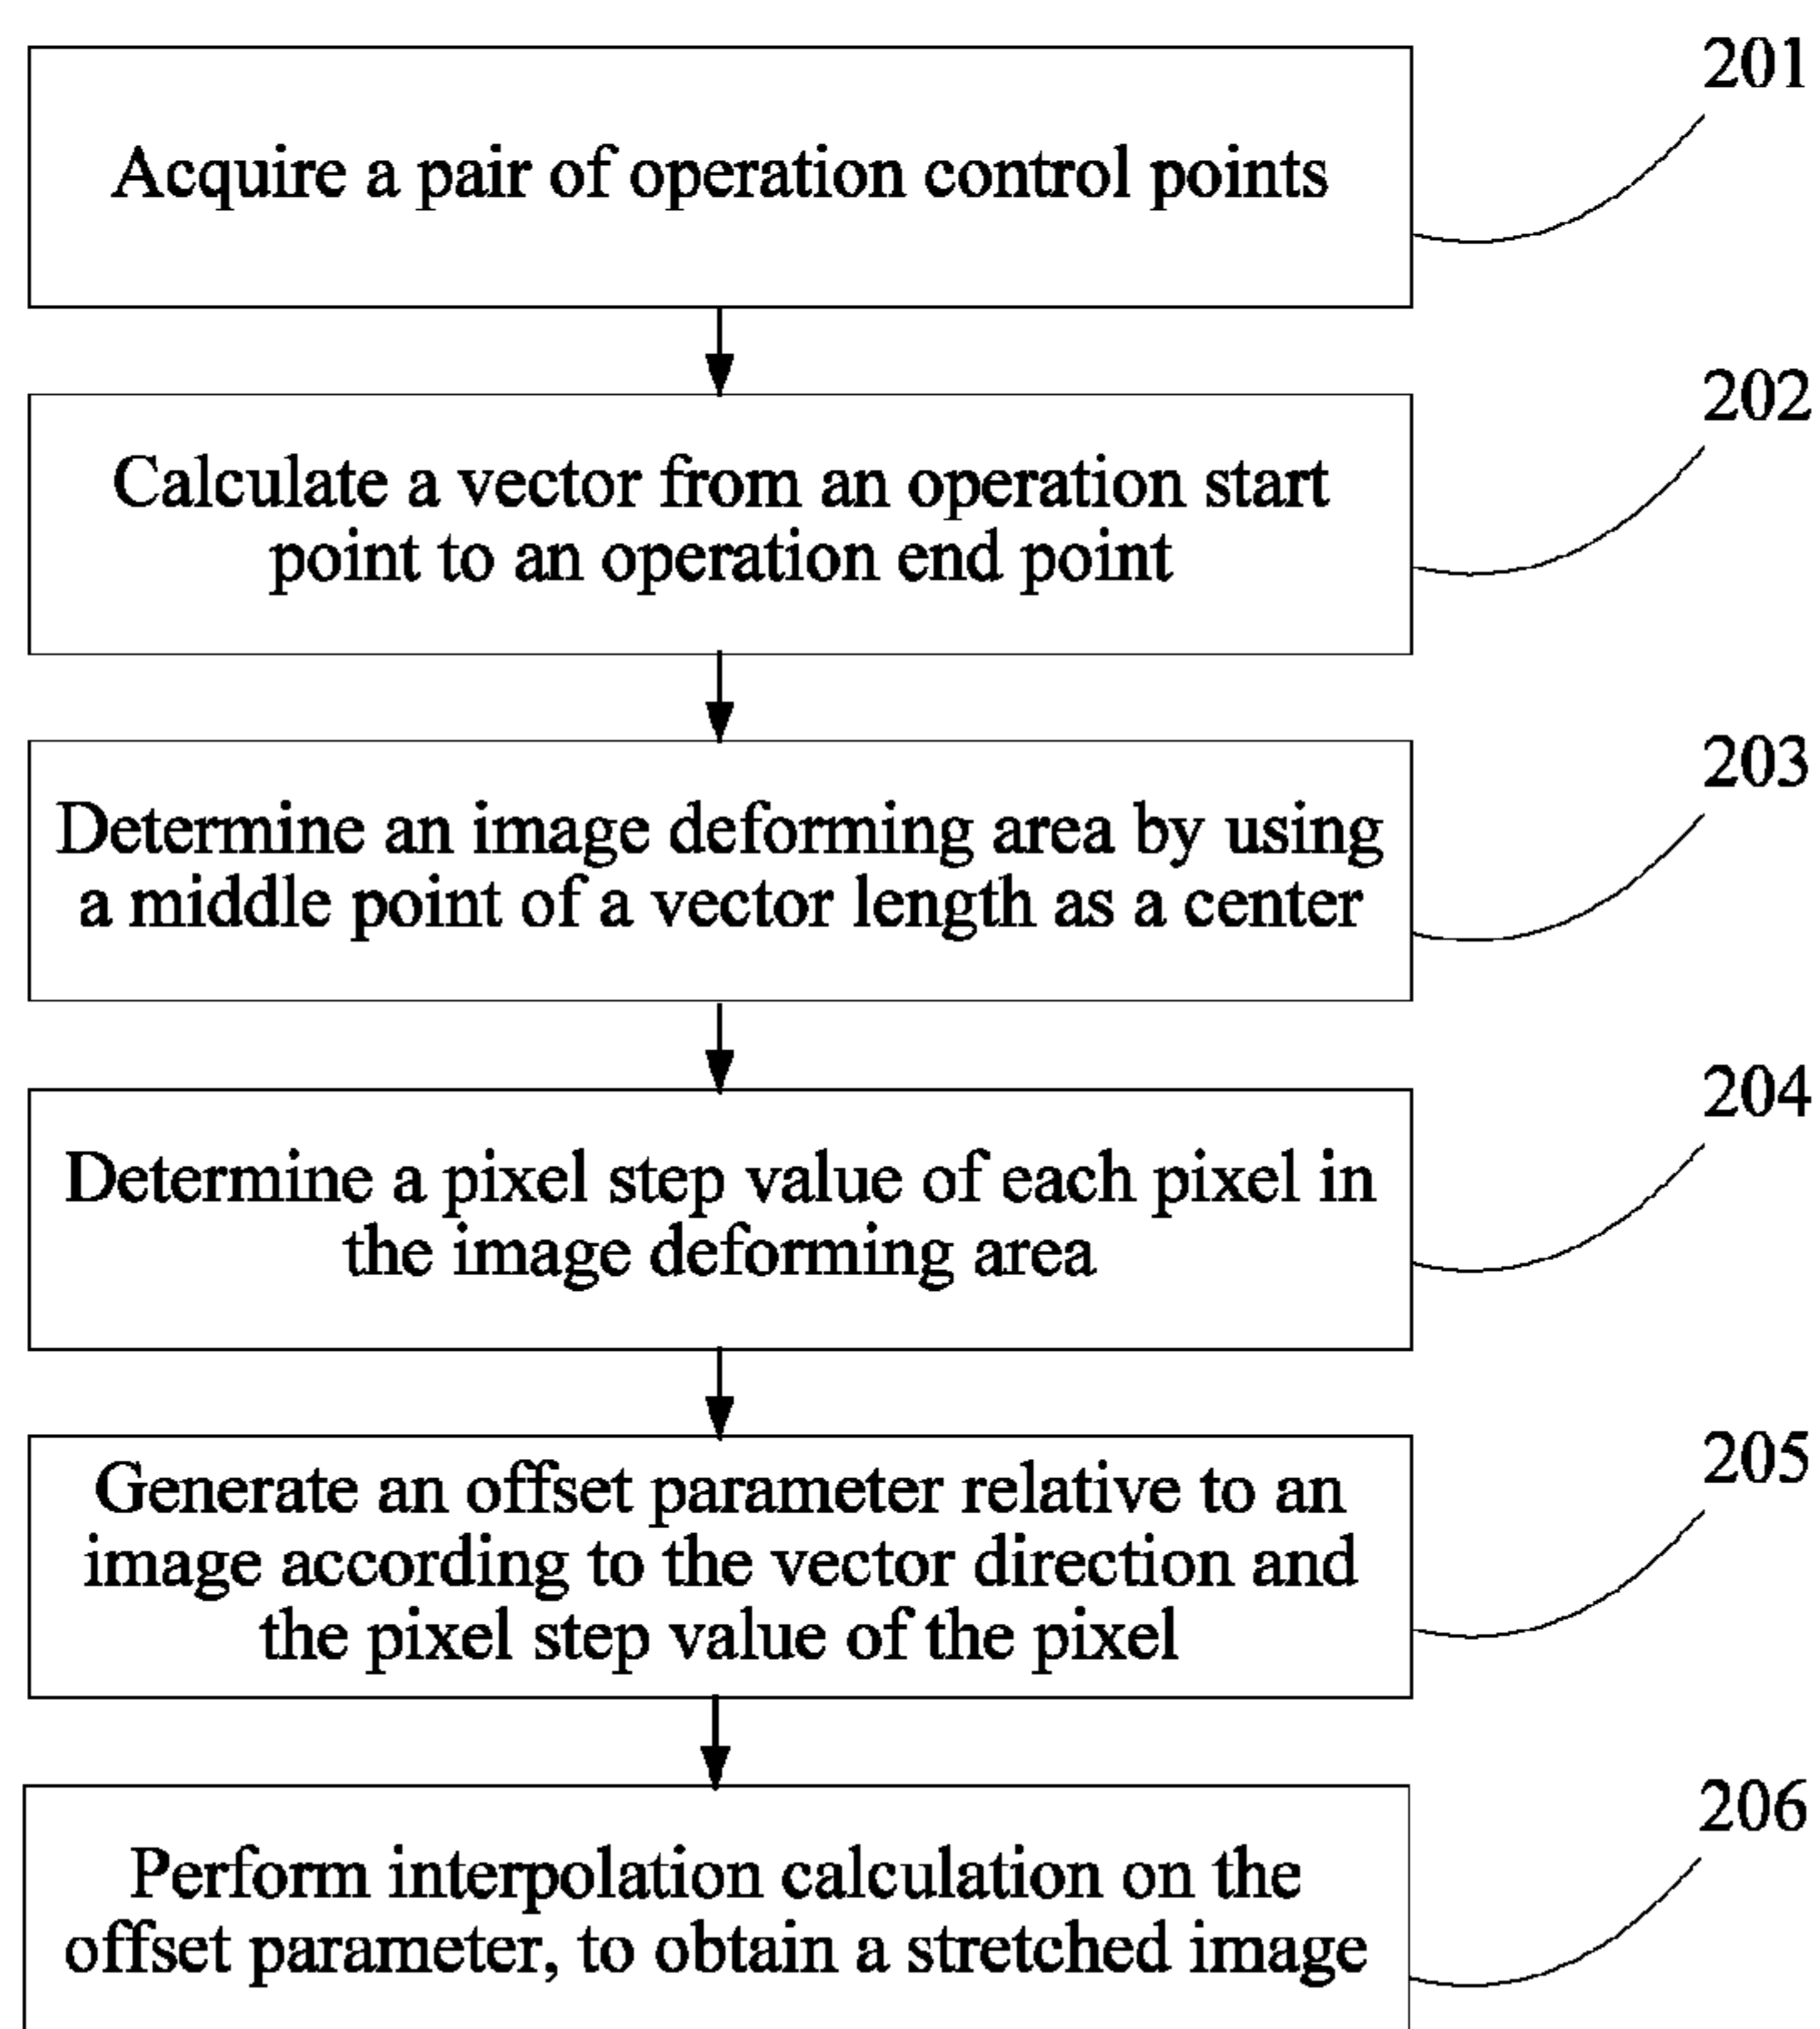 201
Acquire a pair of operation control points
202
Calculate a vector from an operation start
point to an operation end point
203
Determine an image deforming area by using
a middle point of a vector length as a center
204
Determine a pixel step value of each pixel in
the image deforming area
205
Generate an offset parameter relative to an
image according to the vector direction and
the pixel step value of the pixel
206
Perform interpolation calculation on the
offset parameter, to obtain a stretched image